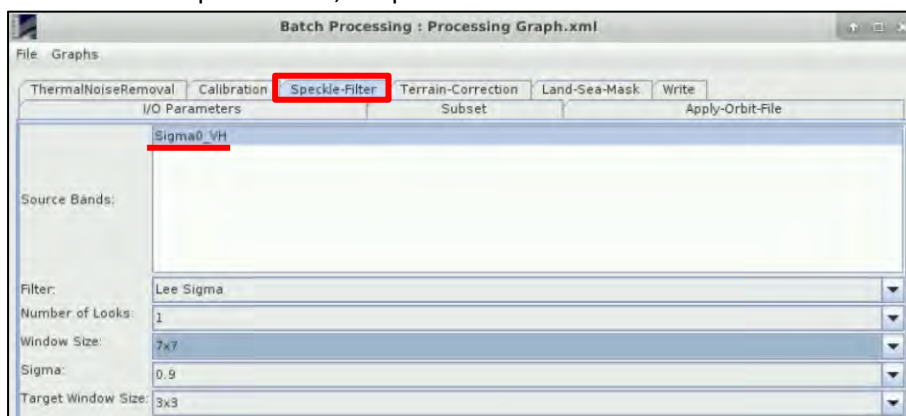 Batch Processing : Processing Graph.xml
File Graphs
ThermalNoiseRemoval Calibration Speckle-Filter Terrain-Correction Land-Sea-Mask Write
I/O Parameters Subset Apply-Orbit-File
Sigma0_VH
Source Bands:
Filter: Lee Sigma
Number of Looks: 1
Window Size: 7x7
Sigma: 0.9
Target Window Size: 3x3